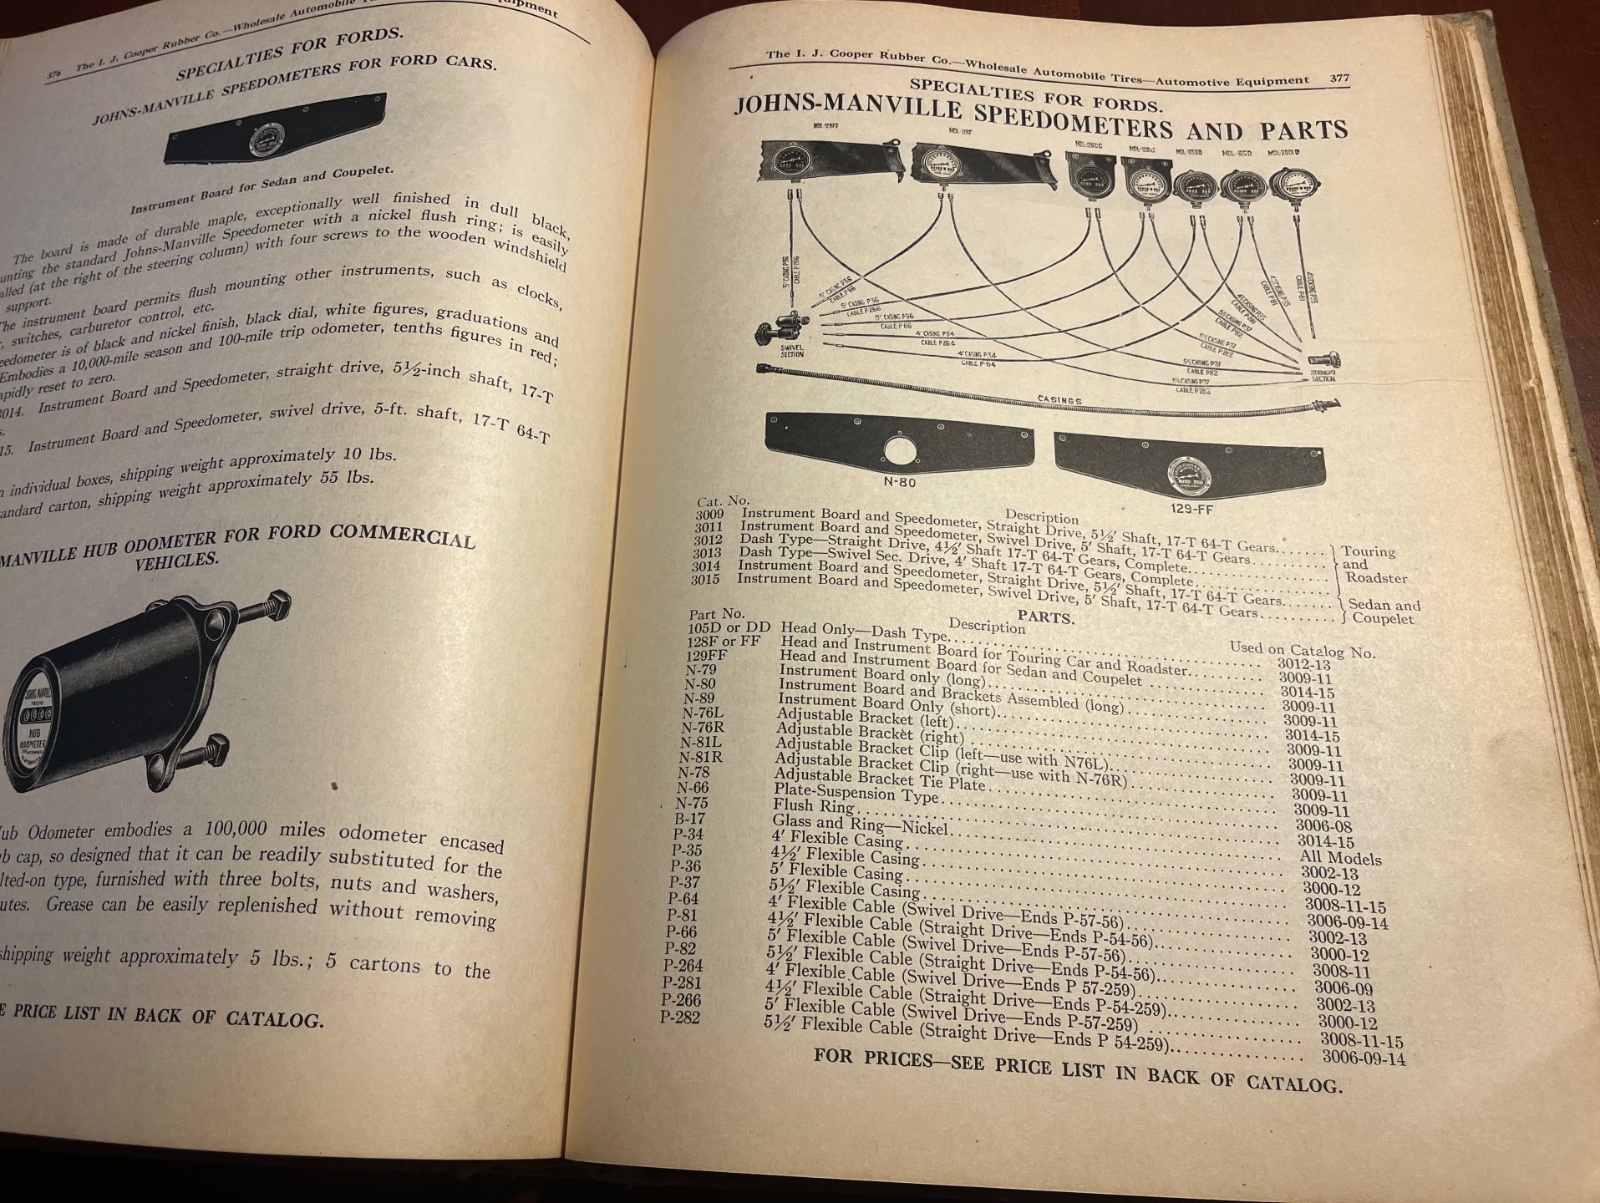 376 The I. J. Cooper Rubber Co.—Wholesale Automobile
SPECIALTIES FOR FORDS.
JOHNS-MANVILLE SPEEDOMETERS FOR FORD CARS.
Instrument Board for Sedan and Coupelet.
The board is made of durable maple, exceptionally well finished in dull black,
unting the standard Johns-Manville Speedometer with a nickel flush ring; is easily
alled (at the right of the steering column) with four screws to the wooden windshield
support.
The instrument board permits flush mounting other instruments, such as clocks,
, switches, carburetor control, etc.
eedometer is of black and nickel finish, black dial, white figures, graduations and
Embodies a 10,000-mile season and 100-mile trip odometer, tenths figures in red;
apidly reset to zero.
3014. Instrument Board and Speedometer, straight drive, 5½-inch shaft, 17-T
s.
15. Instrument Board and Speedometer, swivel drive, 5-ft. shaft, 17-T 64-T
n individual boxes, shipping weight approximately 10 lbs.
andard carton, shipping weight approximately 55 lbs.
MANVILLE HUB ODOMETER FOR FORD COMMERCIAL
VEHICLES.
JOHNS MANVILLE
HUB
ODOMETER
ub Odometer embodies a 100,000 miles odometer encased
b cap, so designed that it can be readily substituted for the
lted-on type, furnished with three bolts, nuts and washers,
utes. Grease can be easily replenished without removing
shipping weight approximately 5 lbs.; 5 cartons to the
E PRICE LIST IN BACK OF CATALOG.
The I. J. Cooper Rubber Co.—Wholesale Automobile Tires—Automotive Equipment 377
SPECIALTIES FOR FORDS.
JOHNS-MANVILLE SPEEDOMETERS AND PARTS
SWIVEL
SECTION
CASINGS
N-80
129-FF
Cat. No. Description
3009 Instrument Board and Speedometer, Straight Drive, 5½' Shaft, 17-T 64-T Gears.......
3011 Instrument Board and Speedometer, Swivel Drive, 5' Shaft, 17-T 64-T Gears..........
3012 Dash Type—Straight Drive, 4½' Shaft 17-T 64-T Gears, Complete....................
3013 Dash Type—Swivel Sec. Drive, 4' Shaft 17-T 64-T Gears, Complete..................
Touring
and
Roadster
3014 Instrument Board and Speedometer, Straight Drive, 5½' Shaft, 17-T 64-T Gears.......
3015 Instrument Board and Speedometer, Swivel Drive, 5' Shaft, 17-T 64-T Gears..........
Sedan and
Coupelet
PARTS.
Part No. Description Used on Catalog No.
105D or DD Head Only—Dash Type.......................... 3012-13
128F or FF Head and Instrument Board for Touring Car and Roadster......... 3009-11
129FF Head and Instrument Board for Sedan and Coupelet ............... 3014-15
N-79 Instrument Board only (long)................................ 3009-11
N-80 Instrument Board and Brackets Assembled (long)................ 3009-11
N-89 Instrument Board Only (short)............................... 3014-15
N-76L Adjustable Bracket (left)................................... 3009-11
N-76R Adjustable Bracket (right) ................................. 3009-11
N-81L Adjustable Bracket Clip (left—use with N76L).................. 3009-11
N-81R Adjustable Bracket Clip (right—use with N-76R)................ 3009-11
N-78 Adjustable Bracket Tie Plate................................ 3009-11
N-66 Plate-Suspension Type....................................... 3006-08
N-75 Flush Ring................................................. 3014-15
B-17 Glass and Ring—Nickel....................................... All Models
P-34 4' Flexible Casing......................................... 3002-13
P-35 4½' Flexible Casing........................................ 3000-12
P-36 5' Flexible Casing......................................... 3008-11-15
P-37 5½' Flexible Casing........................................ 3006-09-14
P-64 4' Flexible Cable (Swivel Drive—Ends P-57-56)................ 3002-13
P-81 4½' Flexible Cable (Straight Drive—Ends P-54-56)............. 3000-12
P-66 5' Flexible Cable (Swivel Drive—Ends P-57-56)................ 3008-11
P-82 5½' Flexible Cable (Straight Drive—Ends P-54-56)............. 3006-09
P-264 4' Flexible Cable (Swivel Drive—Ends P 57-259).............. 3002-13
P-281 4½' Flexible Cable (Straight Drive—Ends P-54-259)........... 3000-12
P-266 5' Flexible Cable (Swivel Drive—Ends P-57-259) ............. 3008-11-15
P-282 5½' Flexible Cable (Straight Drive—Ends P 54-259)........... 3006-09-14
FOR PRICES—SEE PRICE LIST IN BACK OF CATALOG.